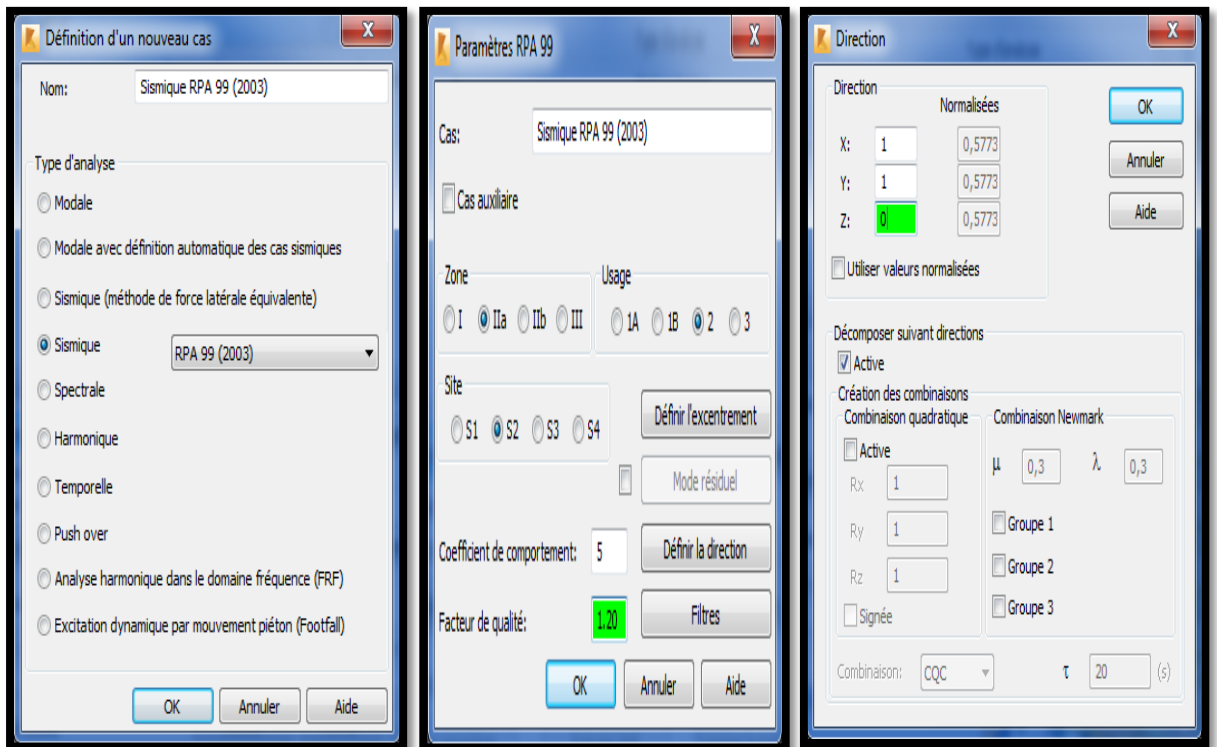 Définition d'un nouveau cas
X
Nom:
Sismique RPA 99 (2003)
Type d'analyse
Modale
Modale avec définition automatique des cas sismiques
Sismique (méthode de force latérale équivalente)
Sismique
RPA 99 (2003)
Spectrale
Harmonique
Temporelle
Push over
Analyse harmonique dans le domaine fréquence (FRF)
Excitation dynamique par mouvement piéton (Footfall)
OK Annuler Aide
Paramètres RPA 99
X
Cas:
Sismique RPA 99 (2003)
Cas auxiliaire
Zone
I IIa IIb III
Usage
1A 1B 2 3
Site
S1 S2 S3 S4
Définir l'excentrement
Mode résiduel
Coefficient de comportement: 5
Définir la direction
Facteur de qualité: 1.20
Filtres
OK Annuler Aide
Direction
X
Direction
Normalisées
X: 1 0,5773
Y: 1 0,5773
Z: 0 0,5773
Utiliser valeurs normalisées
OK
Annuler
Aide
Décomposer suivant directions
Active
Création des combinaisons
Combinaison quadratique
Active
Rx 1
Ry 1
Rz 1
Signée
Combinaison Newmark
μ 0,3 λ 0,3
Groupe 1
Groupe 2
Groupe 3
Combinaison: CQC τ 20 (s)